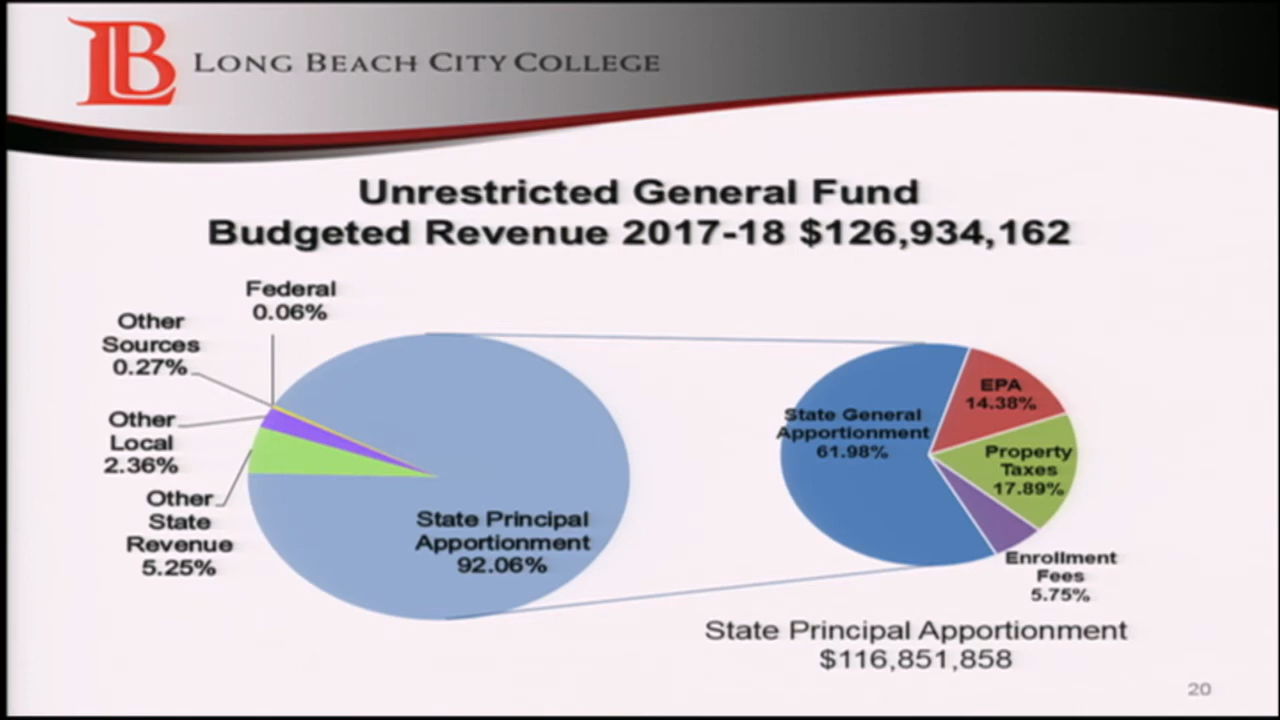 LB LONG BEACH CITY COLLEGE
Unrestricted General Fund
Budgeted Revenue 2017-18 $126,934,162
Federal
0.06%
Other
Sources
0.27%
Other
Local
2.36%
Other
State
Revenue
5.25%
State Principal
Apportionment
92.06%
State General
Apportionment
61.98%
EPA
14.38%
Property
Taxes
17.89%
Enrollment
Fees
5.75%
State Principal Apportionment
$116,851,858
20